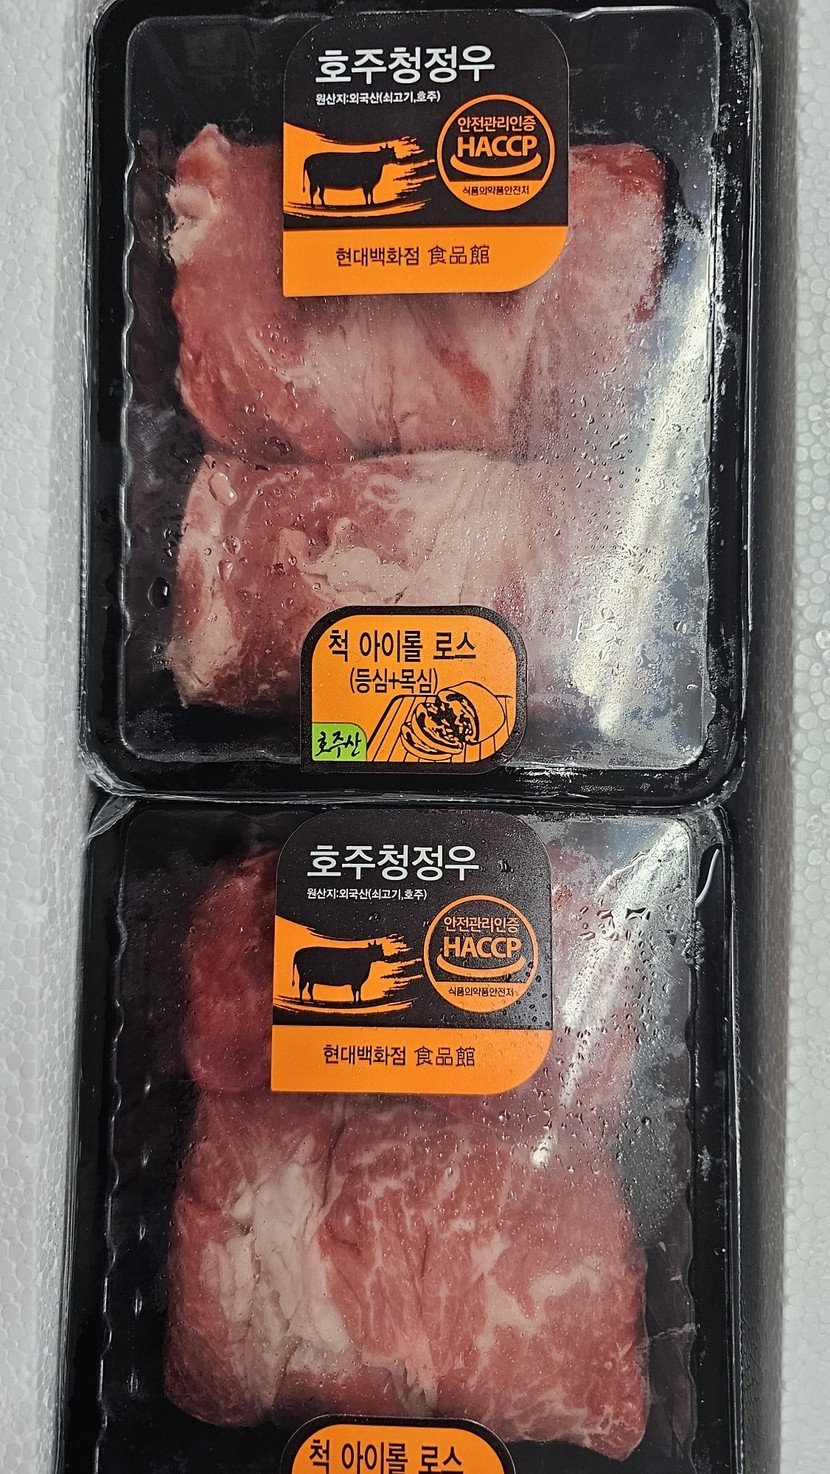 호주청정우
원산지:외국산(쇠고기,호주)
안전관리인증
HACCP
식품의약품안전처
현대백화점 食品館
척 아이롤 로스
(등심+목심)
호주산
호주청정우
원산지:외국산(쇠고기,호주)
안전관리인증
HACCP
식품의약품안전처
현대백화점 食品館
척 아이롤 로스